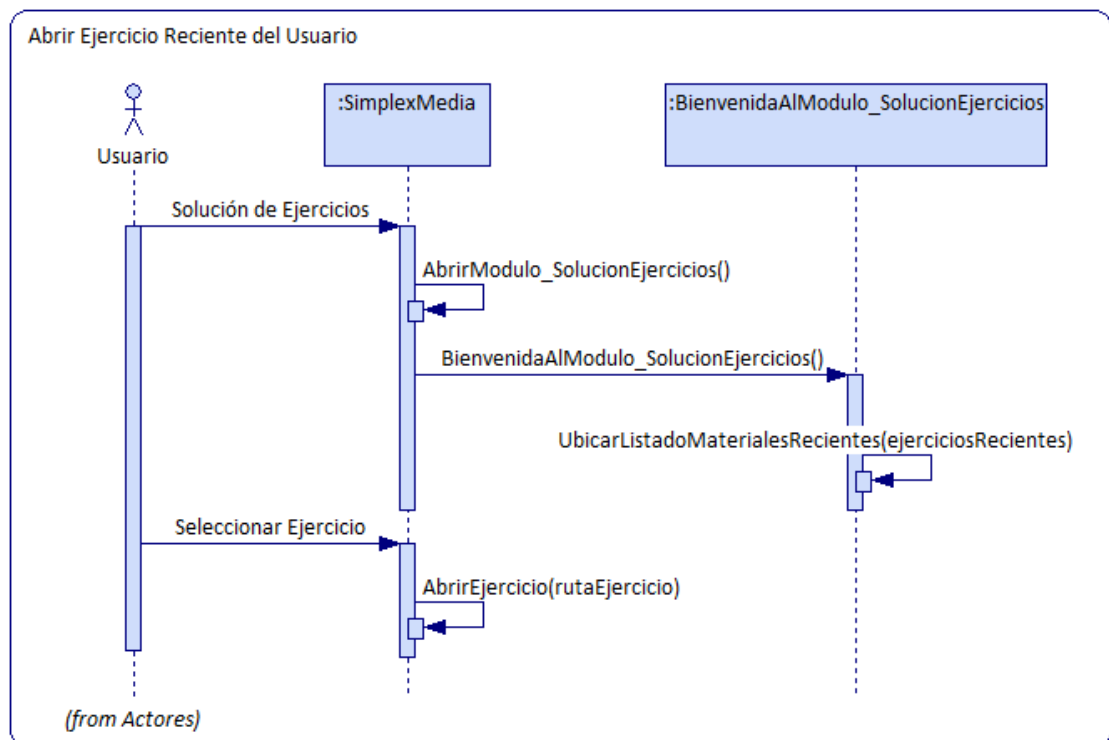 Abrir Ejercicio Reciente del Usuario
:SimplexMedia
:BienvenidaAlModulo_SolucionEjercicios
Usuario
Solución de Ejercicios
AbrirModulo_SolucionEjercicios()
BienvenidaAlModulo_SolucionEjercicios()
UbicarListadoMaterialesRecientes(ejerciciosRecientes)
Seleccionar Ejercicio
AbrirEjercicio(rutaEjercicio)
(from Actores)